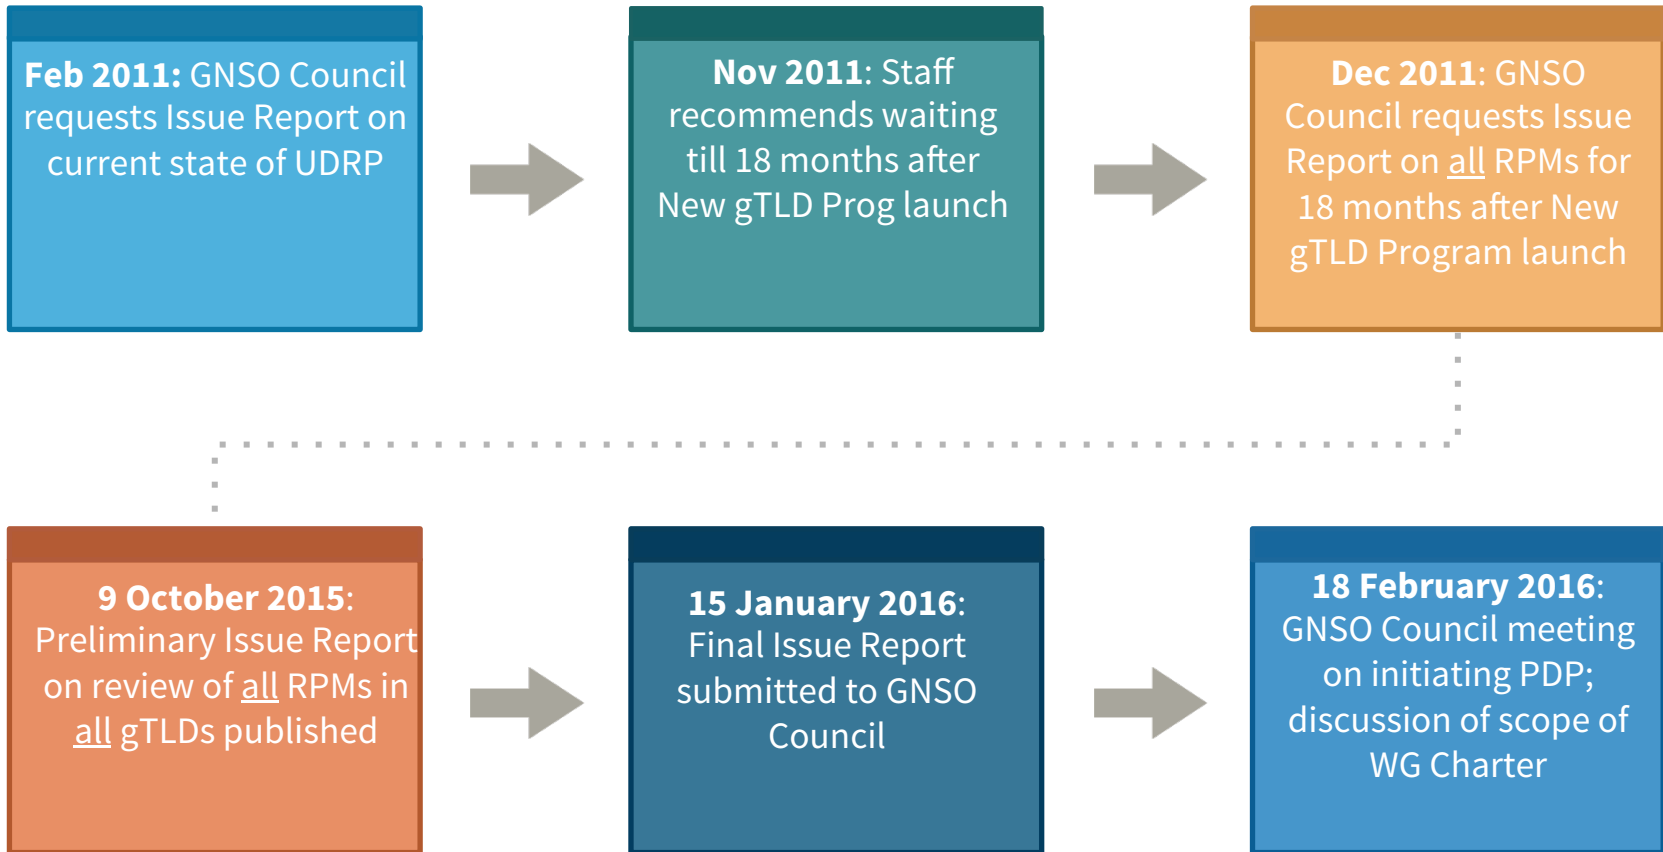 Feb 2011: GNSO Council
requests Issue Report on
current state of UDRP
Nov 2011: Staff
recommends waiting
till 18 months after
New gTLD Prog launch
Dec 2011: GNSO
Council requests Issue
Report on all RPMs for
18 months after New
gTLD Program launch
9 October 2015:
Preliminary Issue Report
on review of all RPMs in
all gTLDs published
15 January 2016:
Final Issue Report
submitted to GNSO
Council
18 February 2016:
GNSO Council meeting
on initiating PDP;
discussion of scope of
WG Charter